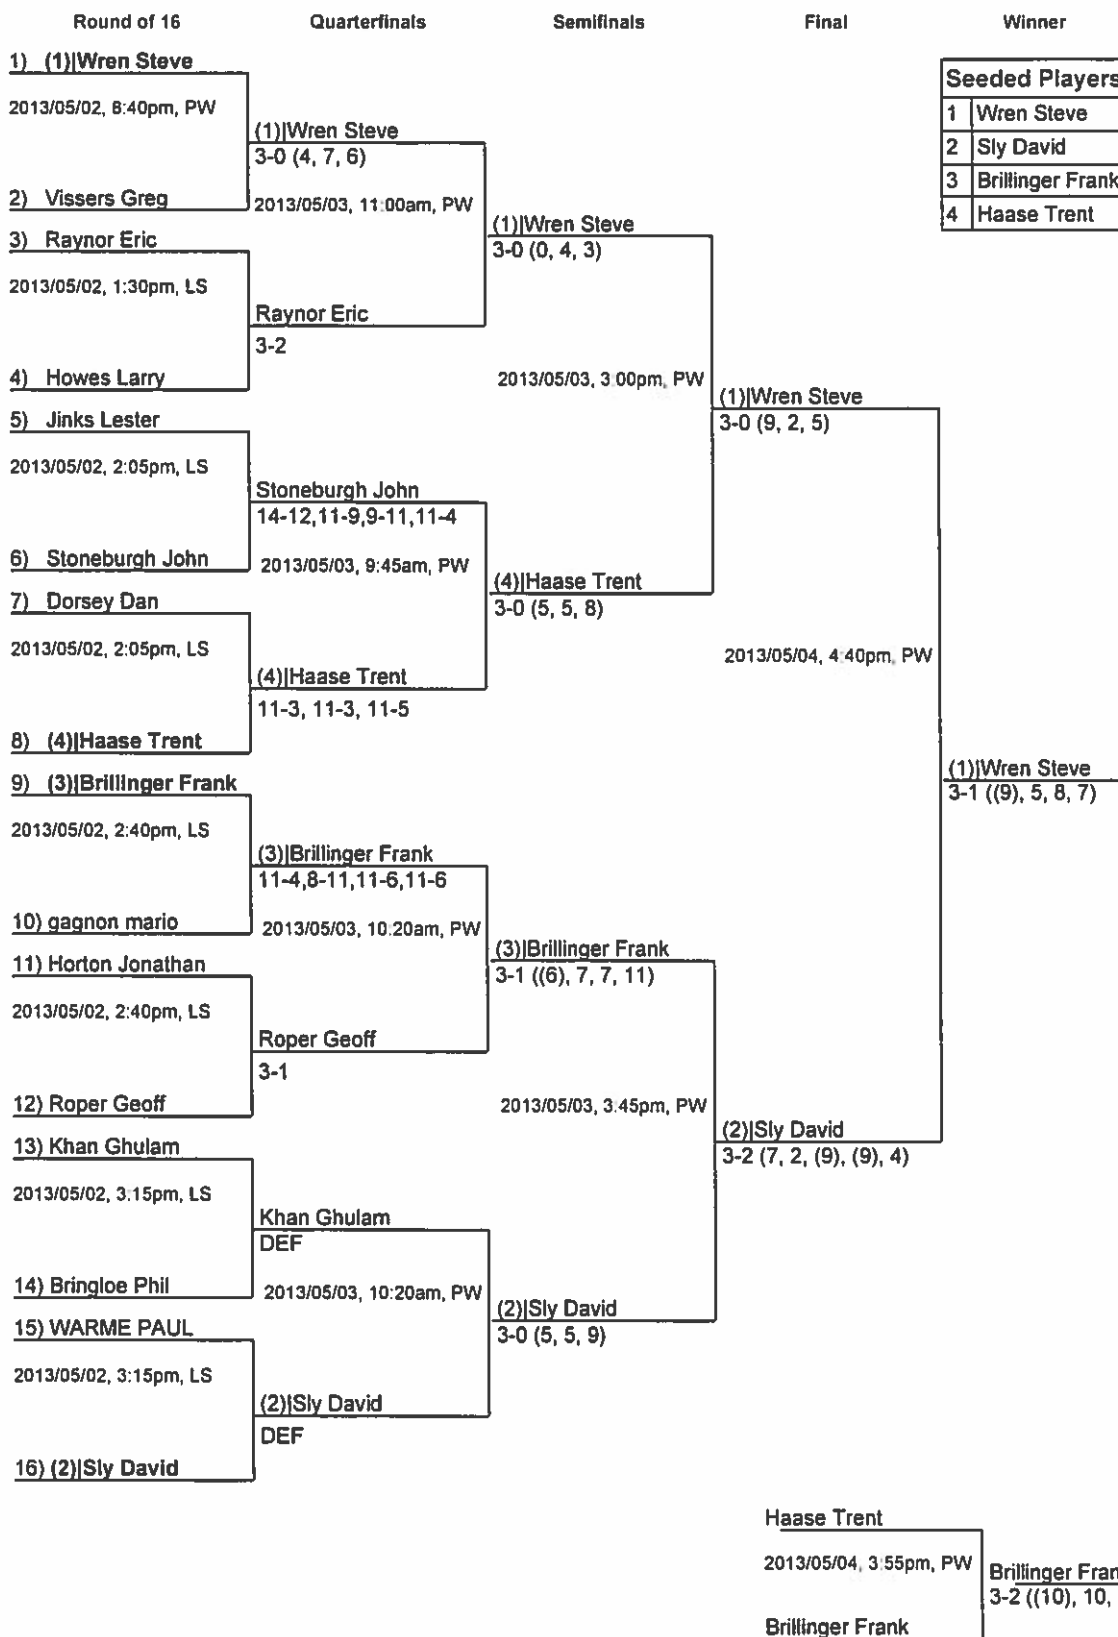 Round of 16 Quarterfinals Semifinals Final Winner
1) (1)|Wren Steve
2013/05/02, 6:40pm, PW
(1)|Wren Steve
3-0 (4, 7, 6)
2) Vissers Greg
2013/05/03, 11:00am, PW
3) Raynor Eric
2013/05/02, 1:30pm, LS
(1)|Wren Steve
3-0 (0, 4, 3)
Raynor Eric
3-2
4) Howes Larry
2013/05/03, 3:00pm, PW
5) Jinks Lester
2013/05/02, 2:05pm, LS
(1)|Wren Steve
3-0 (9, 2, 5)
Stoneburgh John
14-12,11-9,9-11,11-4
6) Stoneburgh John
2013/05/03, 9:45am, PW
7) Dorsey Dan
2013/05/02, 2:05pm, LS
(4)|Haase Trent
3-0 (5, 5, 8)
2013/05/04, 4:40pm, PW
(4)|Haase Trent
11-3, 11-3, 11-5
8) (4)|Haase Trent
9) (3)|Brillinger Frank
2013/05/02, 2:40pm, LS
(1)|Wren Steve
3-1 ((9), 5, 8, 7)
(3)|Brillinger Frank
11-4,8-11,11-6,11-6
10) gagnon mario
2013/05/03, 10:20am, PW
11) Horton Jonathan
2013/05/02, 2:40pm, LS
(3)|Brillinger Frank
3-1 ((6), 7, 7, 11)
Roper Geoff
3-1
12) Roper Geoff
2013/05/03, 3:45pm, PW
13) Khan Ghulam
2013/05/02, 3:15pm, LS
(2)|Sly David
3-2 (7, 2, (9), (9), 4)
Khan Ghulam
DEF
14) Bringloe Phil
2013/05/03, 10:20am, PW
15) WARME PAUL
2013/05/02, 3:15pm, LS
(2)|Sly David
3-0 (5, 5, 9)
(2)|Sly David
DEF
16) (2)|Sly David
Seeded Players
1 Wren Steve
2 Sly David
3 Brillinger Frank
4 Haase Trent
Haase Trent
2013/05/04, 3:55pm, PW
Brillinger Fran
3-2 ((10), 10,
Brillinger Frank